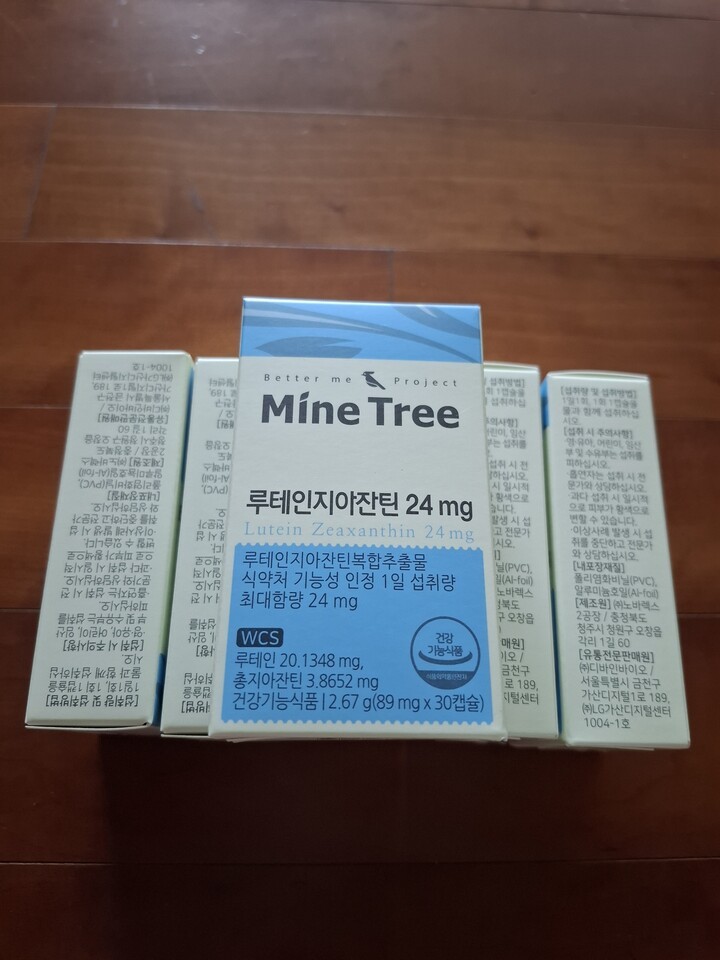 Better me Project
Mine Tree
루테인지아잔틴 24 mg
Lutein Zeaxanthin 24 mg
루테인지아잔틴복합추출물
식약처 기능성 인정 1일 섭취량
최대함량 24 mg
WCS
루테인 20.1348 mg,
총지아잔틴 3.8652 mg
건강기능식품 | 2.67 g(89 mg x 30캡슐)
건강
기능식품
식품의약품안전처
[섭취량 및 섭취방법]
1일 1회, 1회 1캡슐을
물과 함께 섭취하십
시오.
[섭취 시 주의사항]
·영·유아, 어린이, 임산
부 및 수유부는 섭취를
피하십시오.
·흡연자는 섭취 시 전
문가와 상담하십시오.
·과다 섭취 시 일시적
으로 피부가 황색으로
변할 수 있습니다.
·이상사례 발생 시 섭
취를 중단하고 전문가
와 상담하십시오.
[내포장재질]
폴리염화비닐(PVC),
알루미늄호일(Al-foil)
[제조원] ㈜노바렉스
2공장 / 충청북도
청주시 청원구 오창읍
각리 1길 60
[유통전문판매원]
㈜디바인바이오 /
서울특별시 금천구
가산디지털1로 189,
㈜LG가산디지털센터
1004-1호